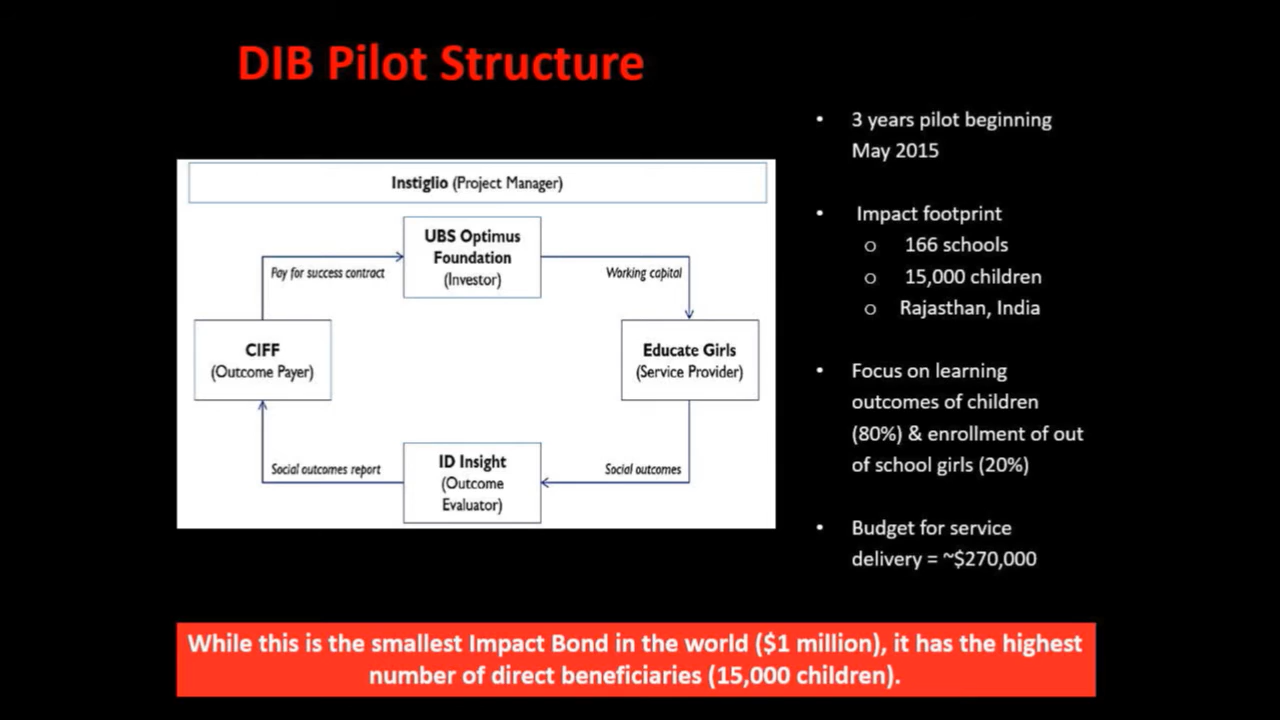 DIB Pilot Structure
Instiglio (Project Manager)
UBS Optimus
Foundation
(Investor)
Pay for success contract
Working capital
CIFF
(Outcome Payer)
Educate Girls
(Service Provider)
ID Insight
(Outcome
Evaluator)
Social outcomes report
Social outcomes
• 3 years pilot beginning
May 2015
• Impact footprint
o 166 schools
o 15,000 children
o Rajasthan, India
• Focus on learning
outcomes of children
(80%) & enrollment of out
of school girls (20%)
• Budget for service
delivery = ~$270,000
While this is the smallest Impact Bond in the world ($1 million), it has the highest
number of direct beneficiaries (15,000 children).